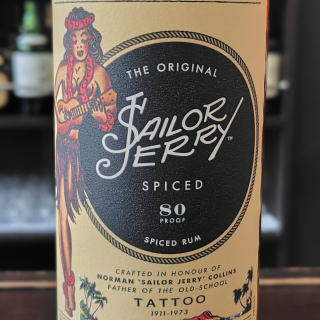 THE ORIGINAL
SAILOR
JERRY™
SPICED
80
PROOF
SPICED RUM
CRAFTED IN HONOUR OF
NORMAN 'SAILOR JERRY' COLLINS
FATHER OF THE OLD-SCHOOL
TATTOO
1911-1973